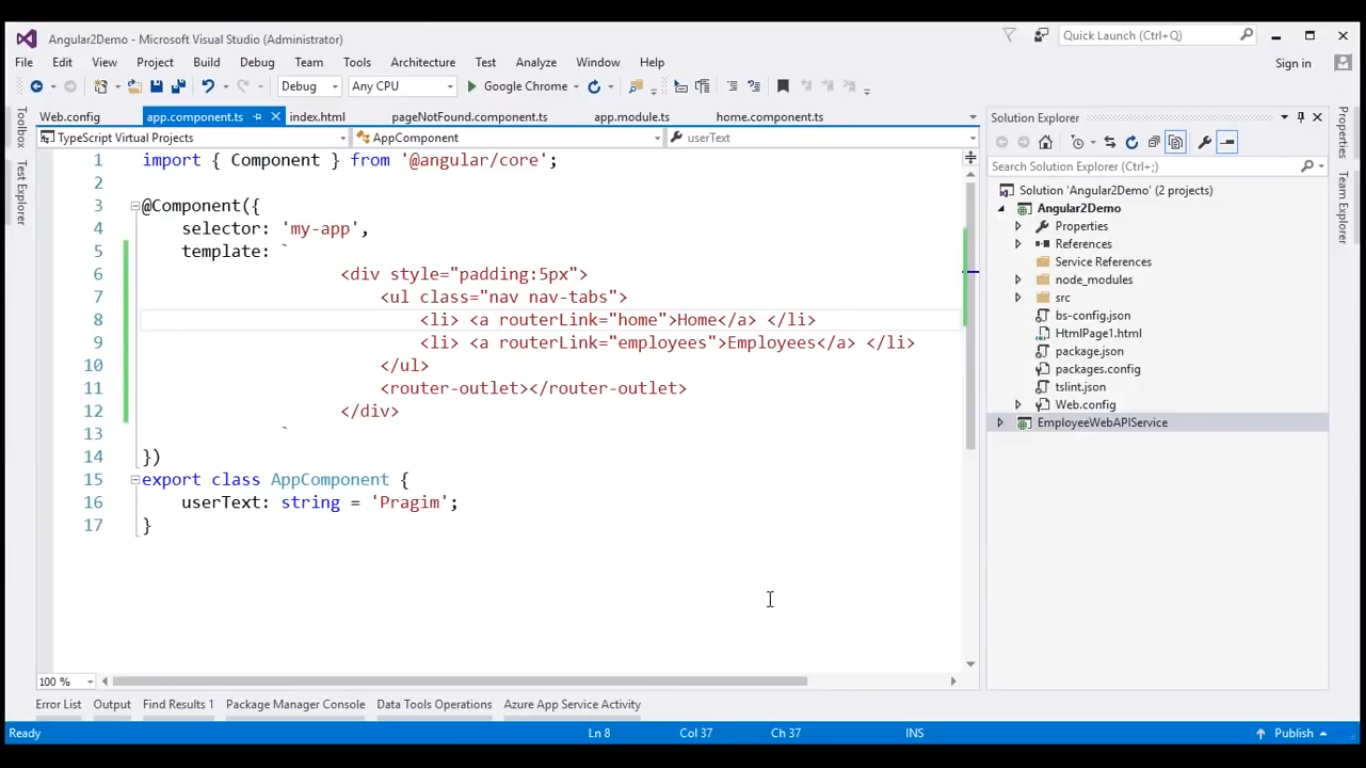 Angular2Demo - Microsoft Visual Studio (Administrator)
Quick Launch (Ctrl+Q)
File Edit View Project Build Debug Team Tools Architecture Test Analyze Window Help
Sign in
Debug Any CPU Google Chrome
Web.config app.component.ts index.html pageNotFound.component.ts app.module.ts home.component.ts
TypeScript Virtual Projects AppComponent userText
Toolbox
Test Explorer
1 import { Component } from '@angular/core';
2
3 @Component({
4 selector: 'my-app',
5 template: `
6 <div style="padding:5px">
7 <ul class="nav nav-tabs">
8 <li> <a routerLink="home">Home</a> </li>
9 <li> <a routerLink="employees">Employees</a> </li>
10 </ul>
11 <router-outlet></router-outlet>
12 </div>
13 `
14 })
15 export class AppComponent {
16 userText: string = 'Pragim';
17 }
100 %
Solution Explorer
Search Solution Explorer (Ctrl+;)
Solution 'Angular2Demo' (2 projects)
Angular2Demo
Properties
References
Service References
node_modules
src
bs-config.json
HtmlPage1.html
package.json
packages.config
tslint.json
Web.config
EmployeeWebAPIService
Properties
Team Explorer
Error List Output Find Results 1 Package Manager Console Data Tools Operations Azure App Service Activity
Ready Ln 8 Col 37 Ch 37 INS Publish